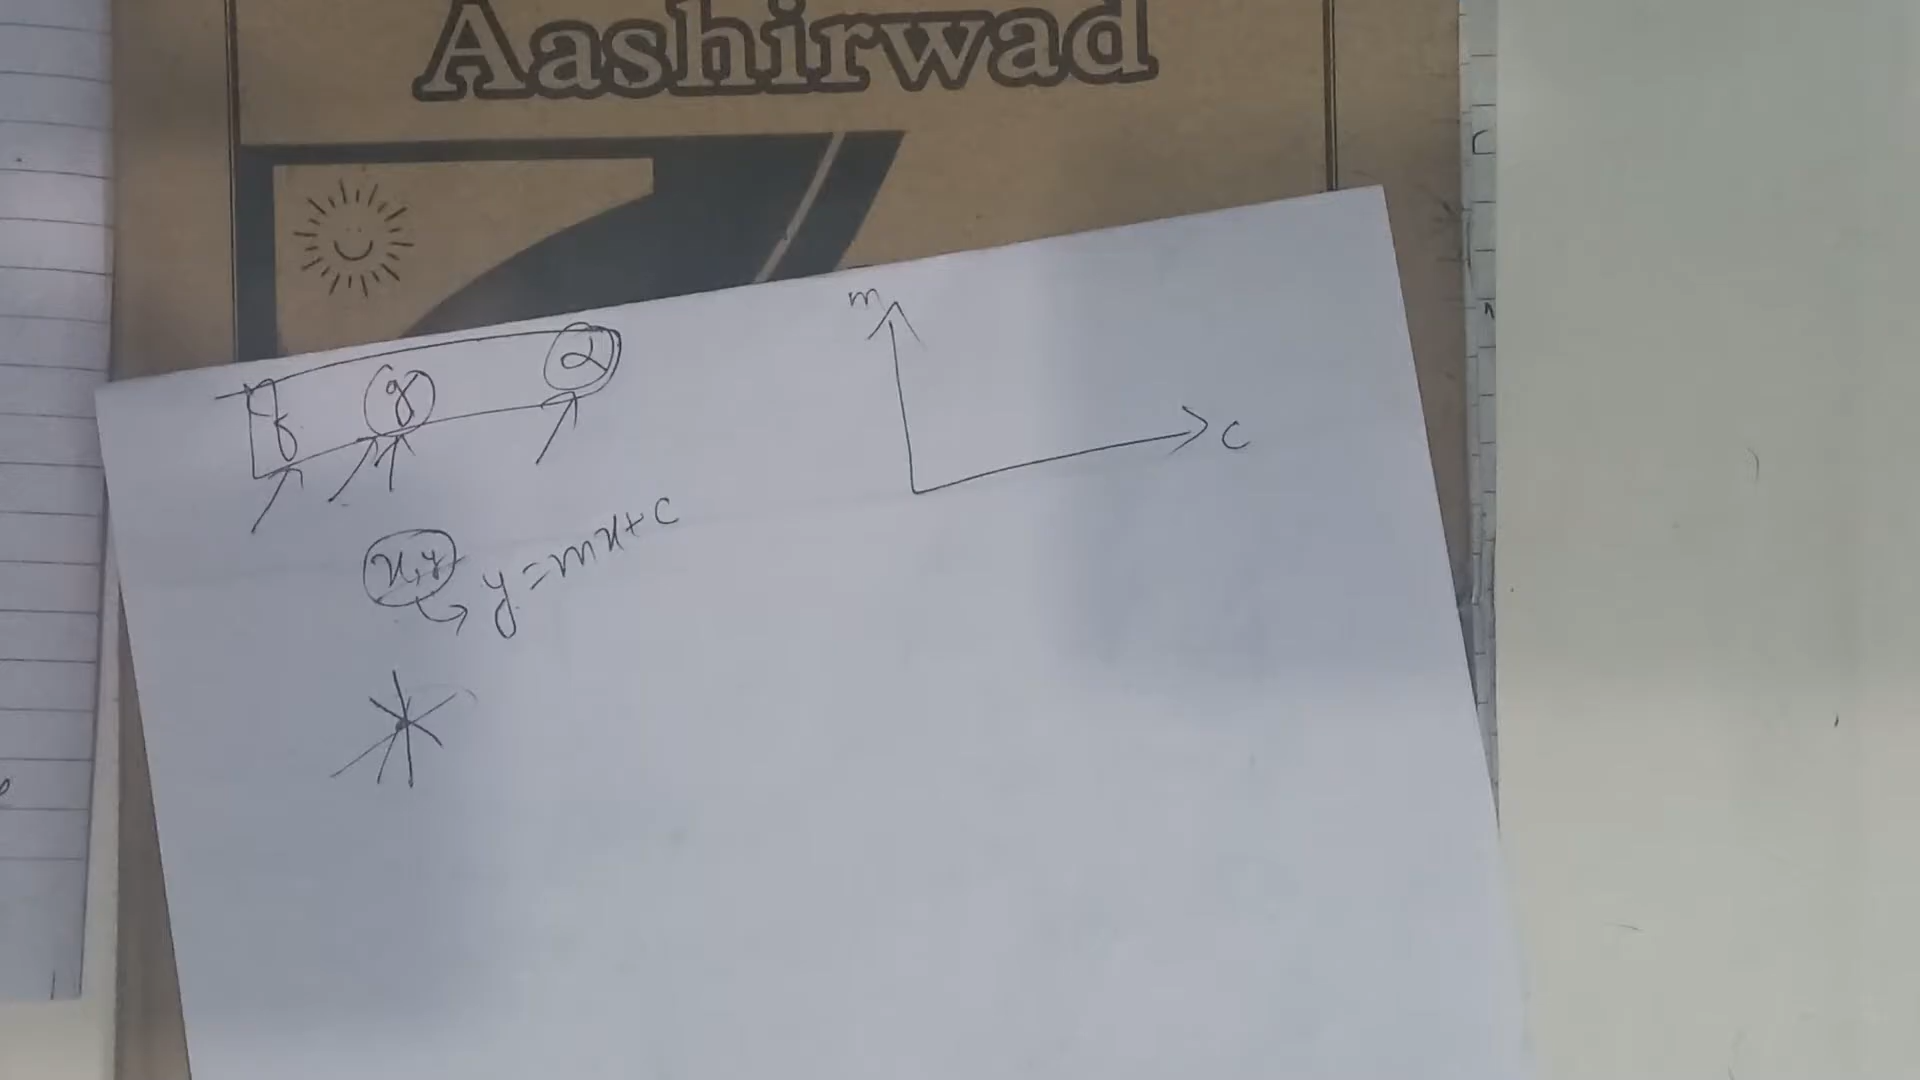 Aashirwad
m
f g α
c
x,y y=mx+c